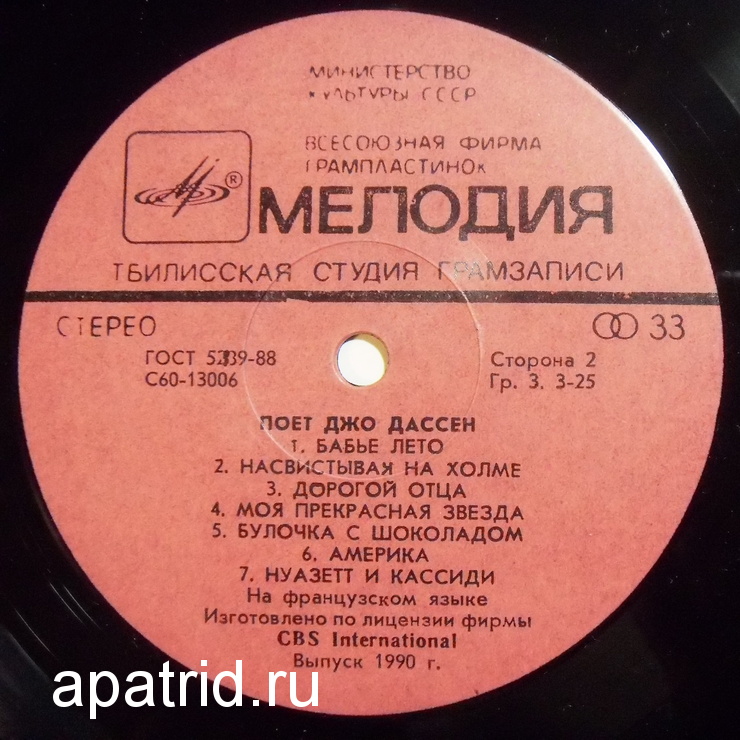 МИНИСТЕРСТВО
КУЛЬТУРЫ СССР
ВСЕСОЮЗНАЯ ФИРМА
ГРАМПЛАСТИНОК
®
МЕЛОДИЯ
ТБИЛИССКАЯ СТУДИЯ ГРАМЗАПИСИ
СТЕРЕО
33
ГОСТ 5289-88
С60-13006
Сторона 2
Гр. 3. 3-25
ПОЕТ ДЖО ДАССЕН
1. БАБЬЕ ЛЕТО
2. НАСВИСТЫВАЯ НА ХОЛМЕ
3. ДОРОГОЙ ОТЦА
4. МОЯ ПРЕКРАСНАЯ ЗВЕЗДА
5. БУЛОЧКА С ШОКОЛАДОМ
6. АМЕРИКА
7. НУАЗЕТТ И КАССИДИ
На французском языке
Изготовлено по лицензии фирмы
CBS International
Выпуск 1990 г.
apatrid.ru